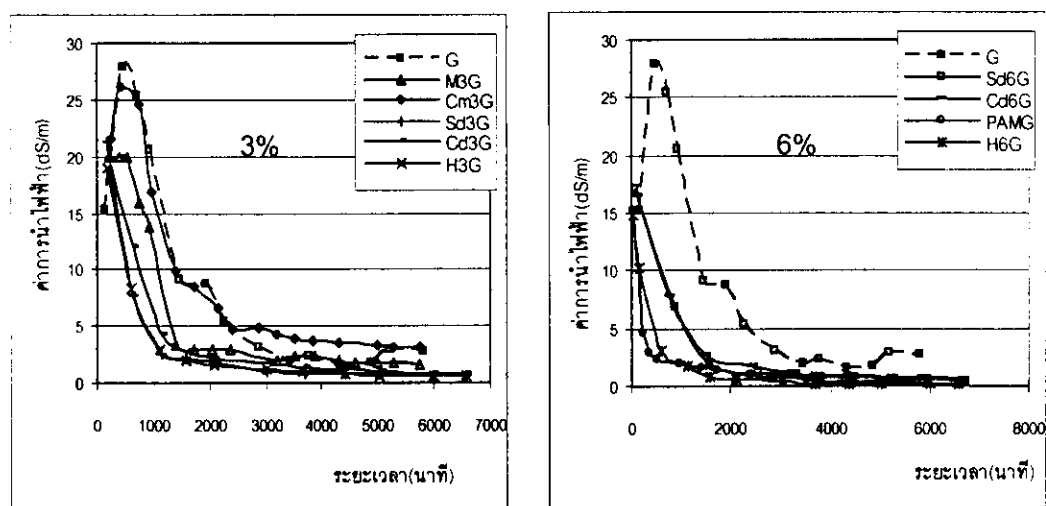 30
25
20
15
10
5
0
0 1000 2000 3000 4000 5000 6000 7000
ค่าการนำไฟฟ้า(dS/m)
ระยะเวลา(นาที)
3%
G
M3G
Cm3G
Sd3G
Cd3G
H3G
30
25
20
15
10
5
0
0 2000 4000 6000 8000
ค่าการนำไฟฟ้า(dS/m)
ระยะเวลา(นาที)
6%
G
Sd6G
Cd6G
PAMG
H6G